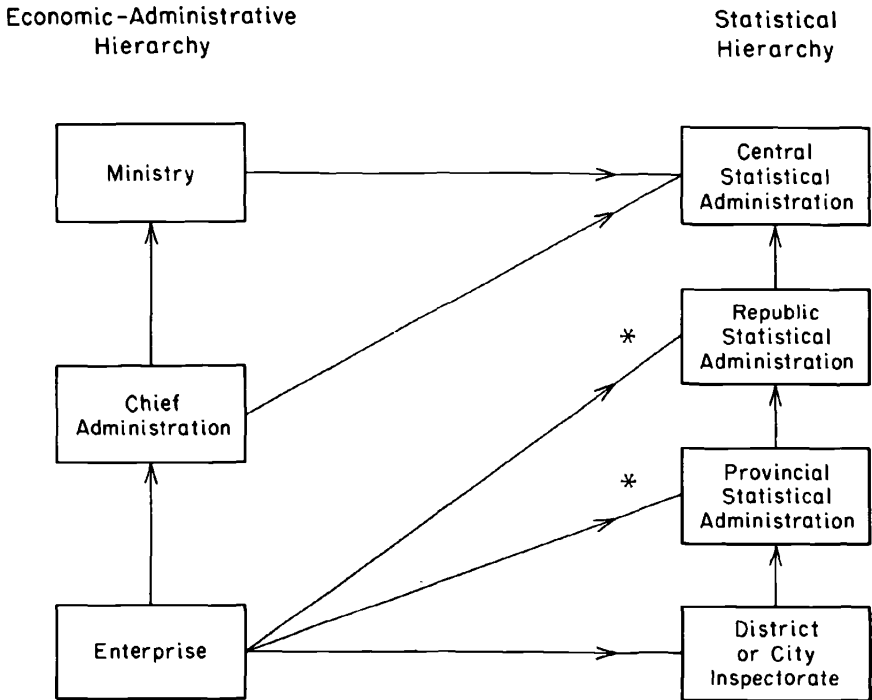 Economic-Administrative
Hierarchy
Statistical
Hierarchy
Ministry
Central
Statistical
Administration
Republic
Statistical
Administration
*
Chief
Administration
Provincial
Statistical
Administration
*
Enterprise
District
or City
Inspectorate